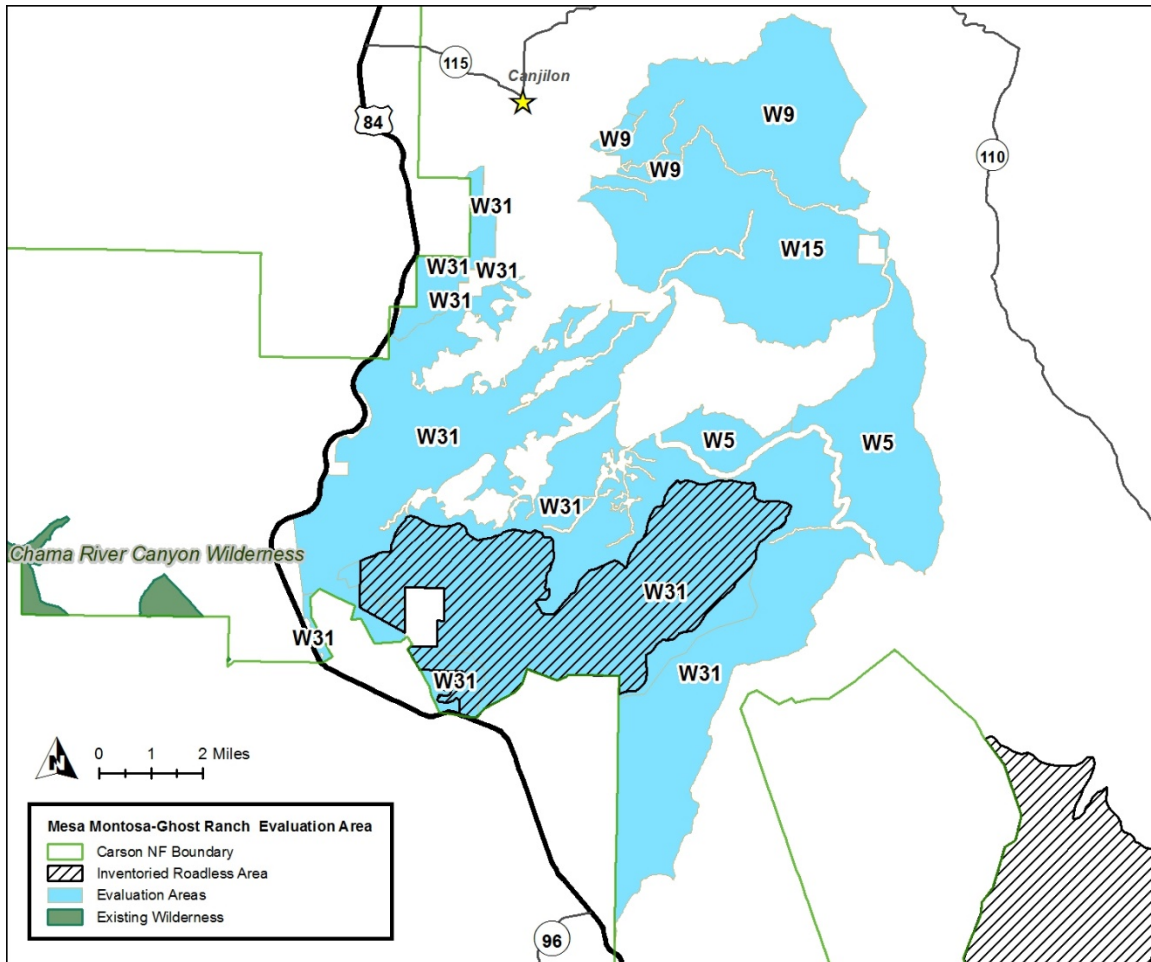 115
Canjilon
84
W9
W9
W9
110
W31
W15
W31
W31
W31
W31
W5
W5
W31
Chama River Canyon Wilderness
W31
W31
W31
W31
N
0 1 2 Miles
Mesa Montosa-Ghost Ranch Evaluation Area
Carson NF Boundary
Inventoried Roadless Area
Evaluation Areas
Existing Wilderness
96